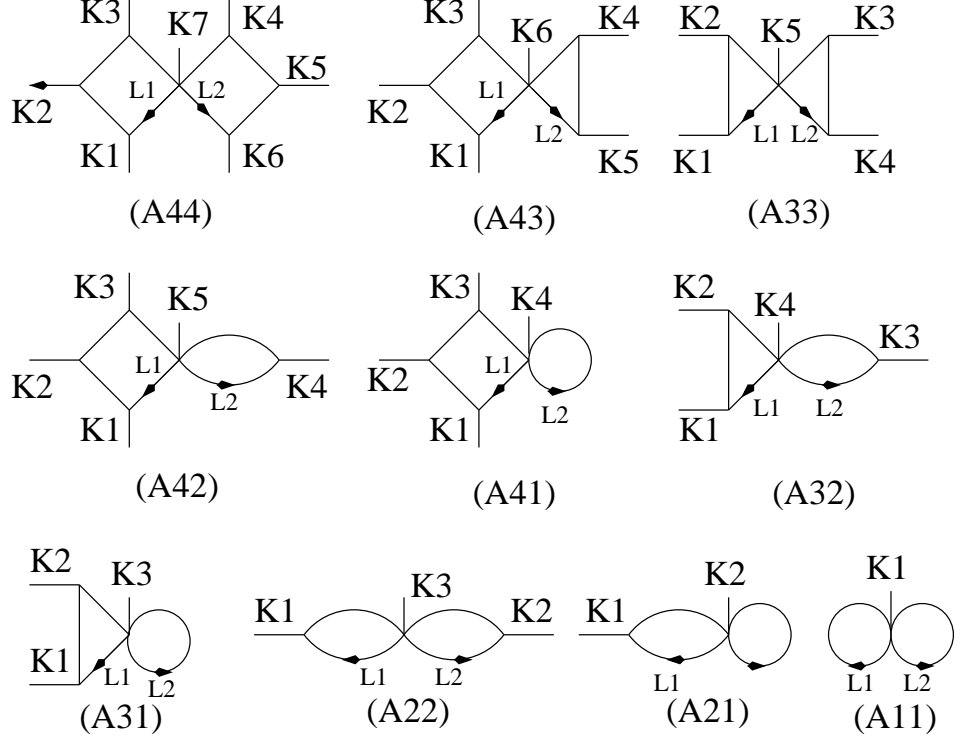 K3 K7 K4 K3 K6 K4 K2 K5 K3
K5
L1 L2 L1 L1 L2
K2 K2 L2
K1 K6 K1 K5 K1 K4
(A44) (A43) (A33)
K3 K5 K3 K4 K2 K4 K3
L1 L1
K2 L2 K4 K2 L2 L1 L2
K1 K1 K1
(A42) (A41) (A32)
K2 K3 K1 K3 K2 K1 K2 K1
K1 L1 L2 L1 L2 L1 L1 L2
(A31) (A22) (A21) (A11)